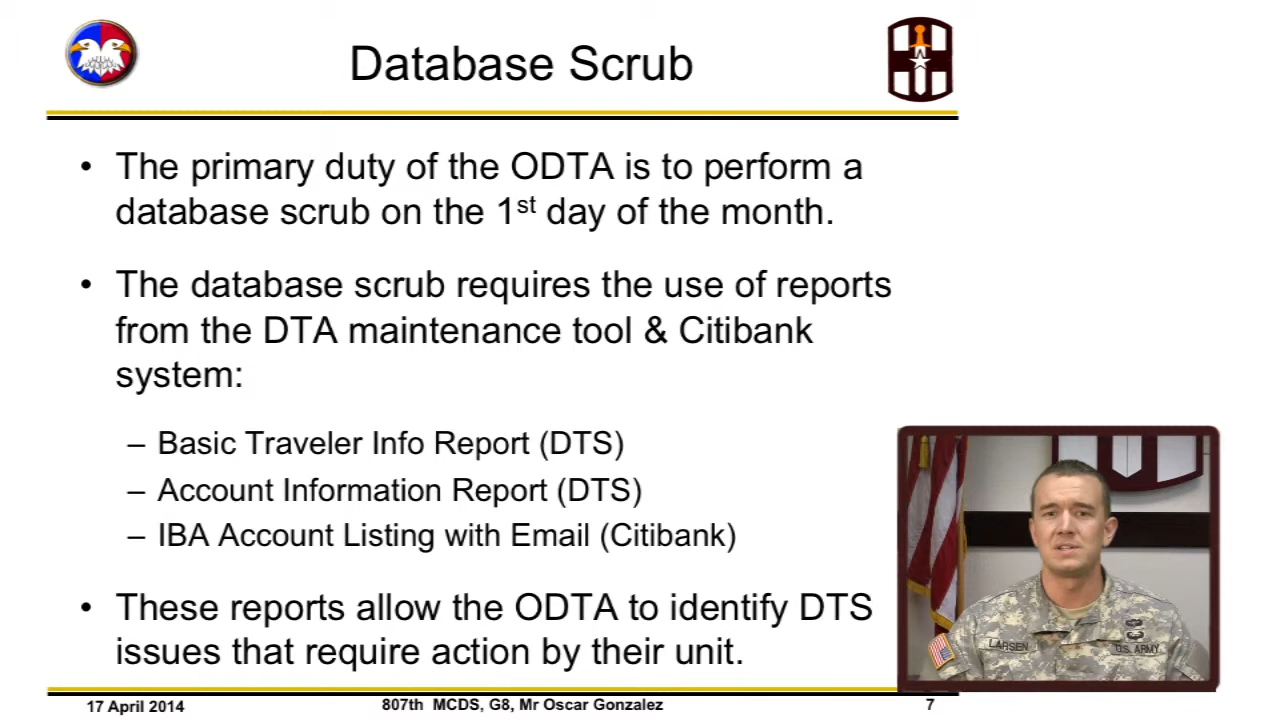 Database Scrub
• The primary duty of the ODTA is to perform a
database scrub on the 1st day of the month.
• The database scrub requires the use of reports
from the DTA maintenance tool & Citibank
system:
– Basic Traveler Info Report (DTS)
– Account Information Report (DTS)
– IBA Account Listing with Email (Citibank)
• These reports allow the ODTA to identify DTS
issues that require action by their unit.
LARSEN
U.S. ARMY
17 April 2014
807th MCDS, G8, Mr Oscar Gonzalez
7